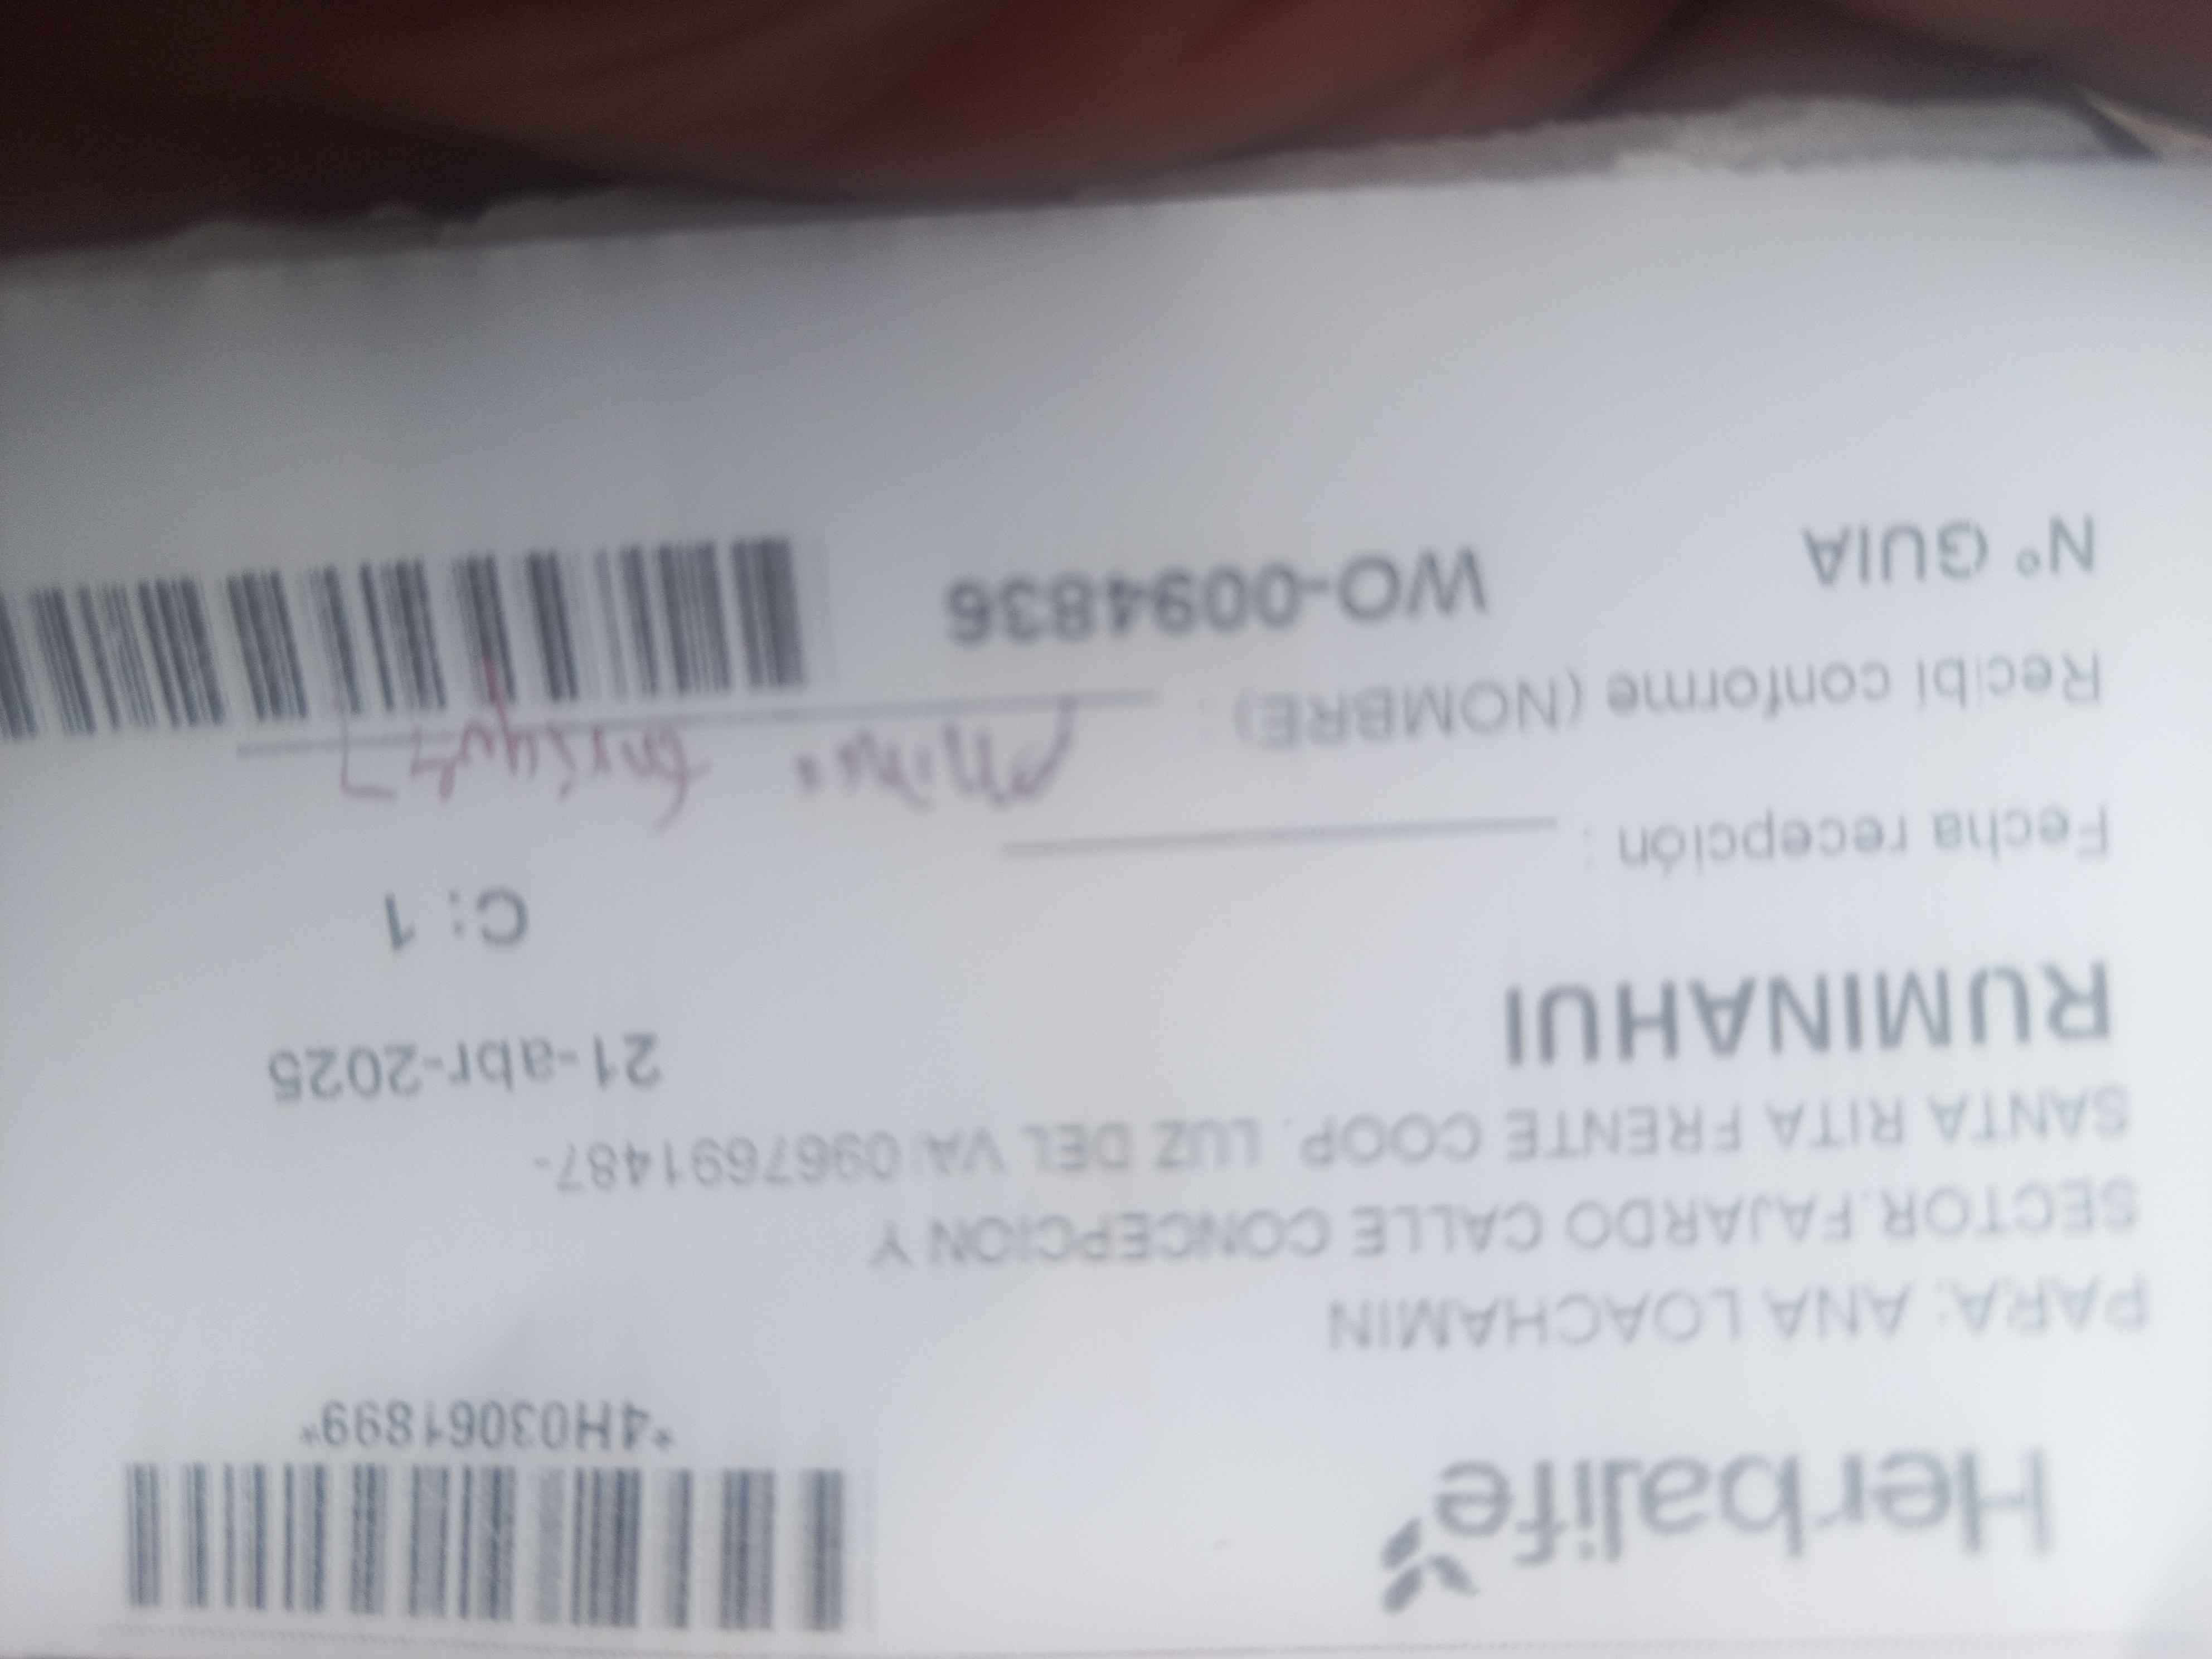 Herbalife
*4H03061899*
PARA: ANA LOACHAMIN
SECTOR.FAJARDO CALLE CONCEPCION Y
SANTA RITA FRENTE COOP. LUZ DEL VA 0967691487-
RUMINAHUI
21-abr-2025
C: 1
Fecha recepción :
Recibi conforme (NOMBRE) :
N° GUIA WO-0094836